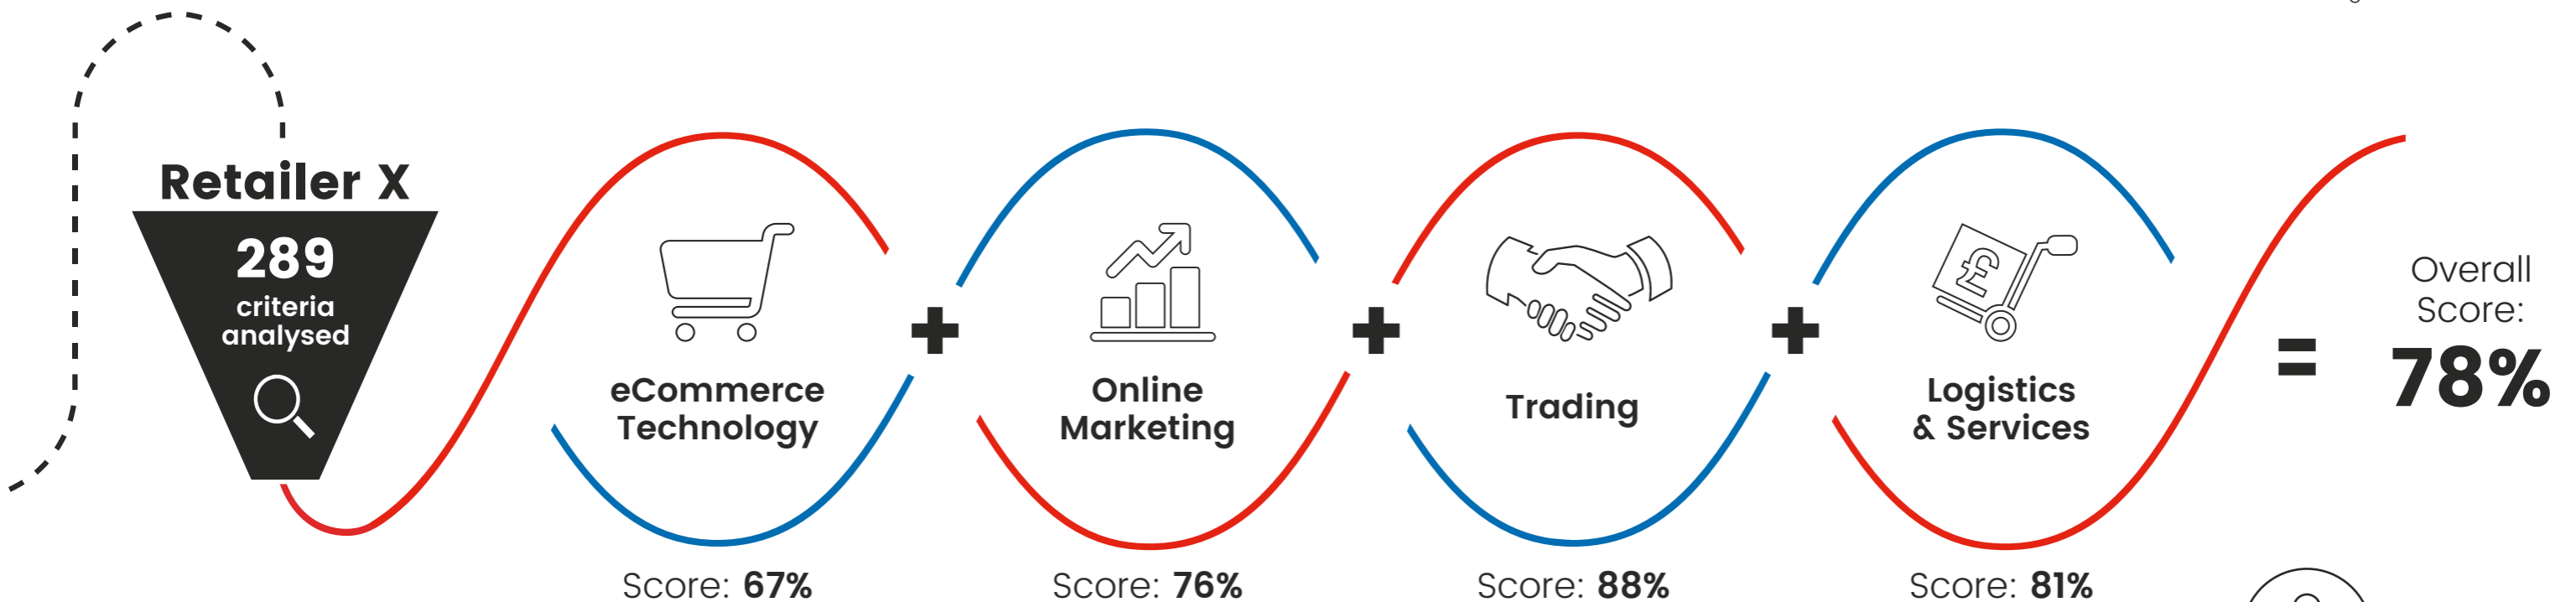 Retailer X
289
criteria
analysed
eCommerce
Technology
Score: 67%
+
Online
Marketing
Score: 76%
+
Trading
Score: 88%
+
£
Logistics
& Services
Score: 81%
=
Overall
Score:
78%